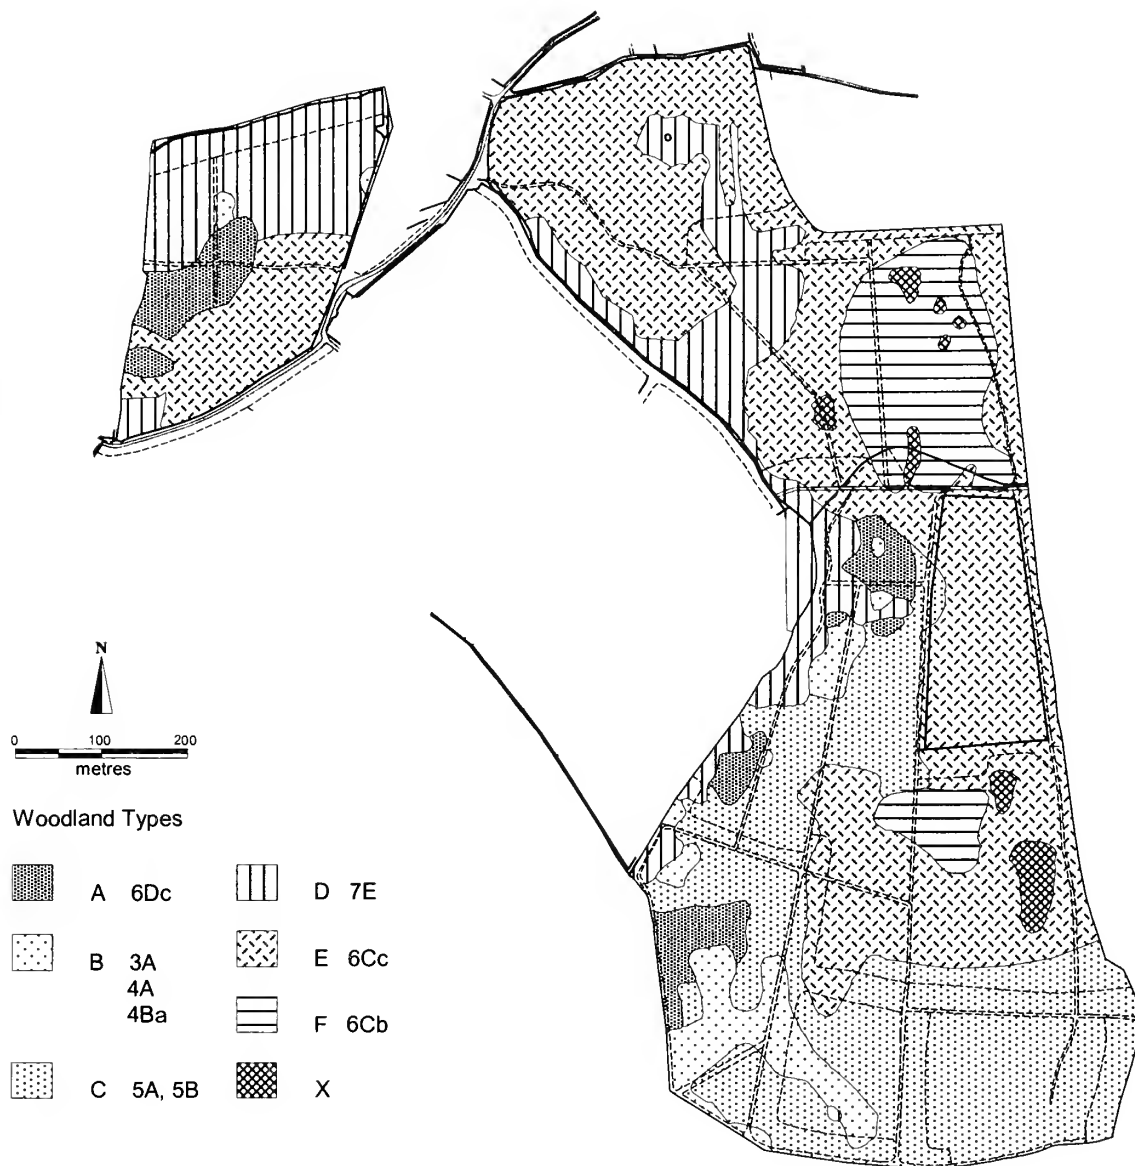 N
0 100 200
metres
Woodland Types
A 6Dc
B 3A
4A
4Ba
C 5A, 5B
D 7E
E 6Cc
F 6Cb
X